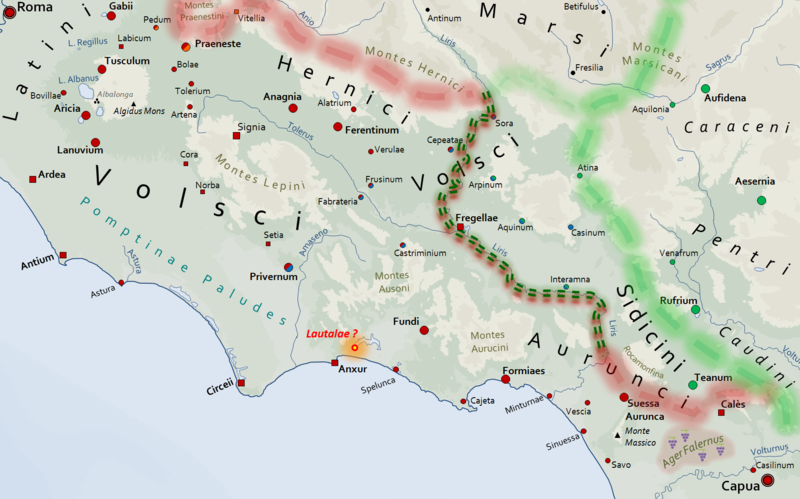 Roma
Gabii
Pedum
Montes
Praenestini
Vitellia
Anio
Antinum
Betifulus
Marsi
Latini
L. Regillus
Labicum
Praeneste
Liris
Montes Hernici
Fresilia
Montes
Marsicani
Sagrus
Tusculum
Bolae
Hernici
L. Albanus
Albalonga
Bovillae
Tolerium
Aricia
Algidus Mons
Artena
Anagnia
Alatrium
Sora
Aquilonia
Aufidena
Signia
Tolerus
Ferentinum
Caraceni
Lanuvium
Cepeatae
Verulae
Volsci
Cora
Montes Lepini
Ardea
Volsci
Frusinum
Arpinum
Atina
Aesernia
Norba
Fabrateria
Pomptinae Paludes
Setia
Amaseno
Fregellae
Aquinum
Casinum
Pentri
Antium
Astura
Castriminium
Liris
Venafrum
Privernum
Astura
Montes
Ausoni
Interamna
Sidicini
Rufrium
Lautalae ?
Fundi
Montes
Aurucini
Aurunci
Liris
Caudini
Rocamonfina
Volturnus
Anxur
Circeii
Spelunca
Formiaes
Teanum
Cajeta
Minturnae
Vescia
Suessa
Aurunca
Calès
Sinuessa
Monte
Massico
Ager Falernus
Volturnus
Savo
Casilinum
Capua